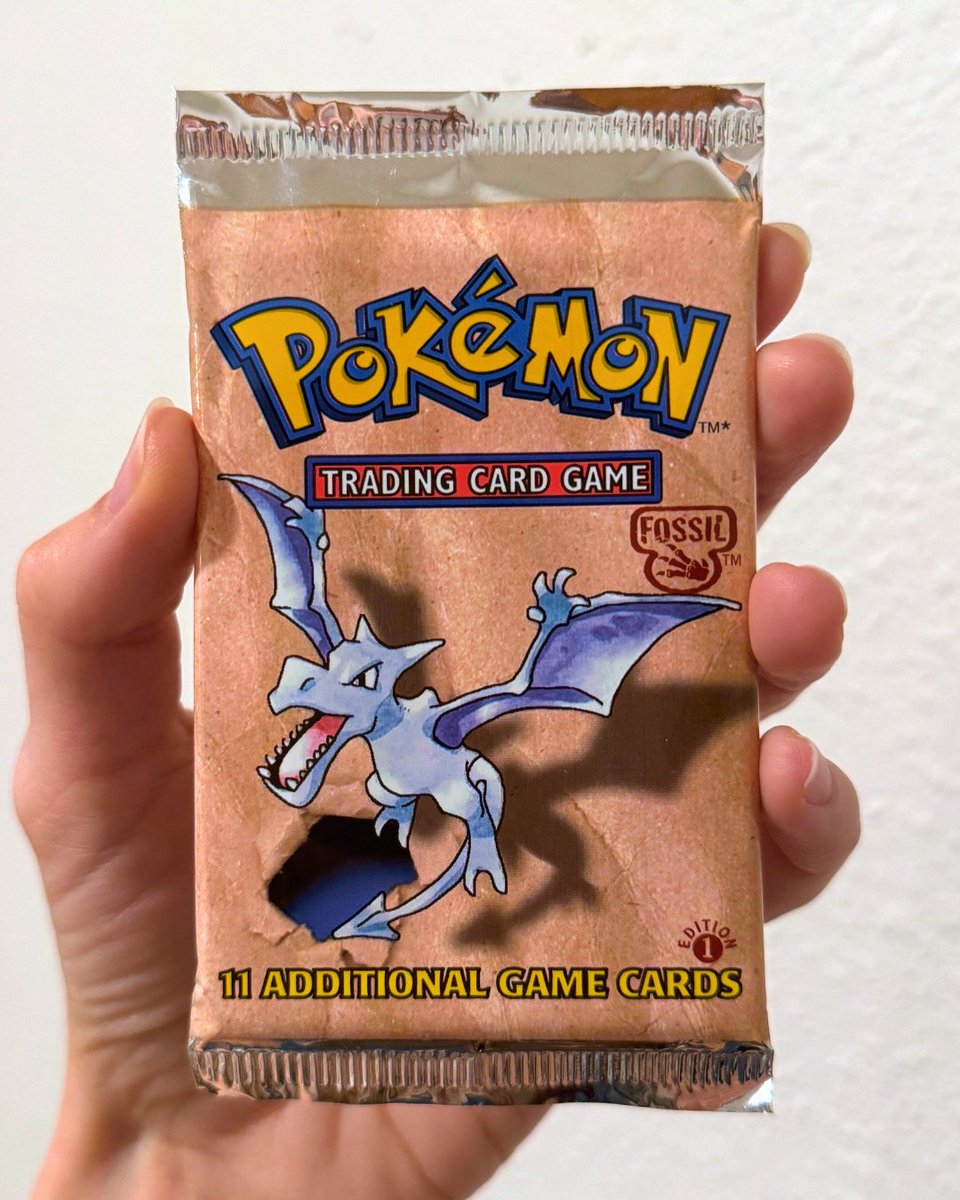 POKéMON
TM*
TRADING CARD GAME
FOSSIL
TM
EDITION
1
11 ADDITIONAL GAME CARDS